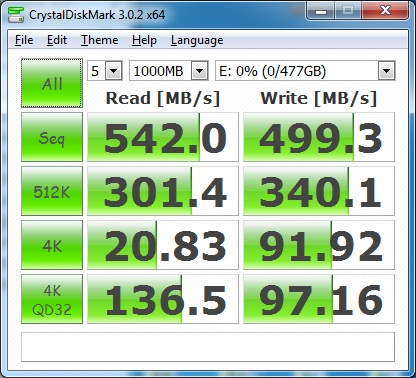 CrystalDiskMark 3.0.2 x64
File Edit Theme Help Language
All 5 1000MB E: 0% (0/477GB)
Read [MB/s] Write [MB/s]
Seq 542.0 499.3
512K 301.4 340.1
4K 20.83 91.92
4K QD32 136.5 97.16